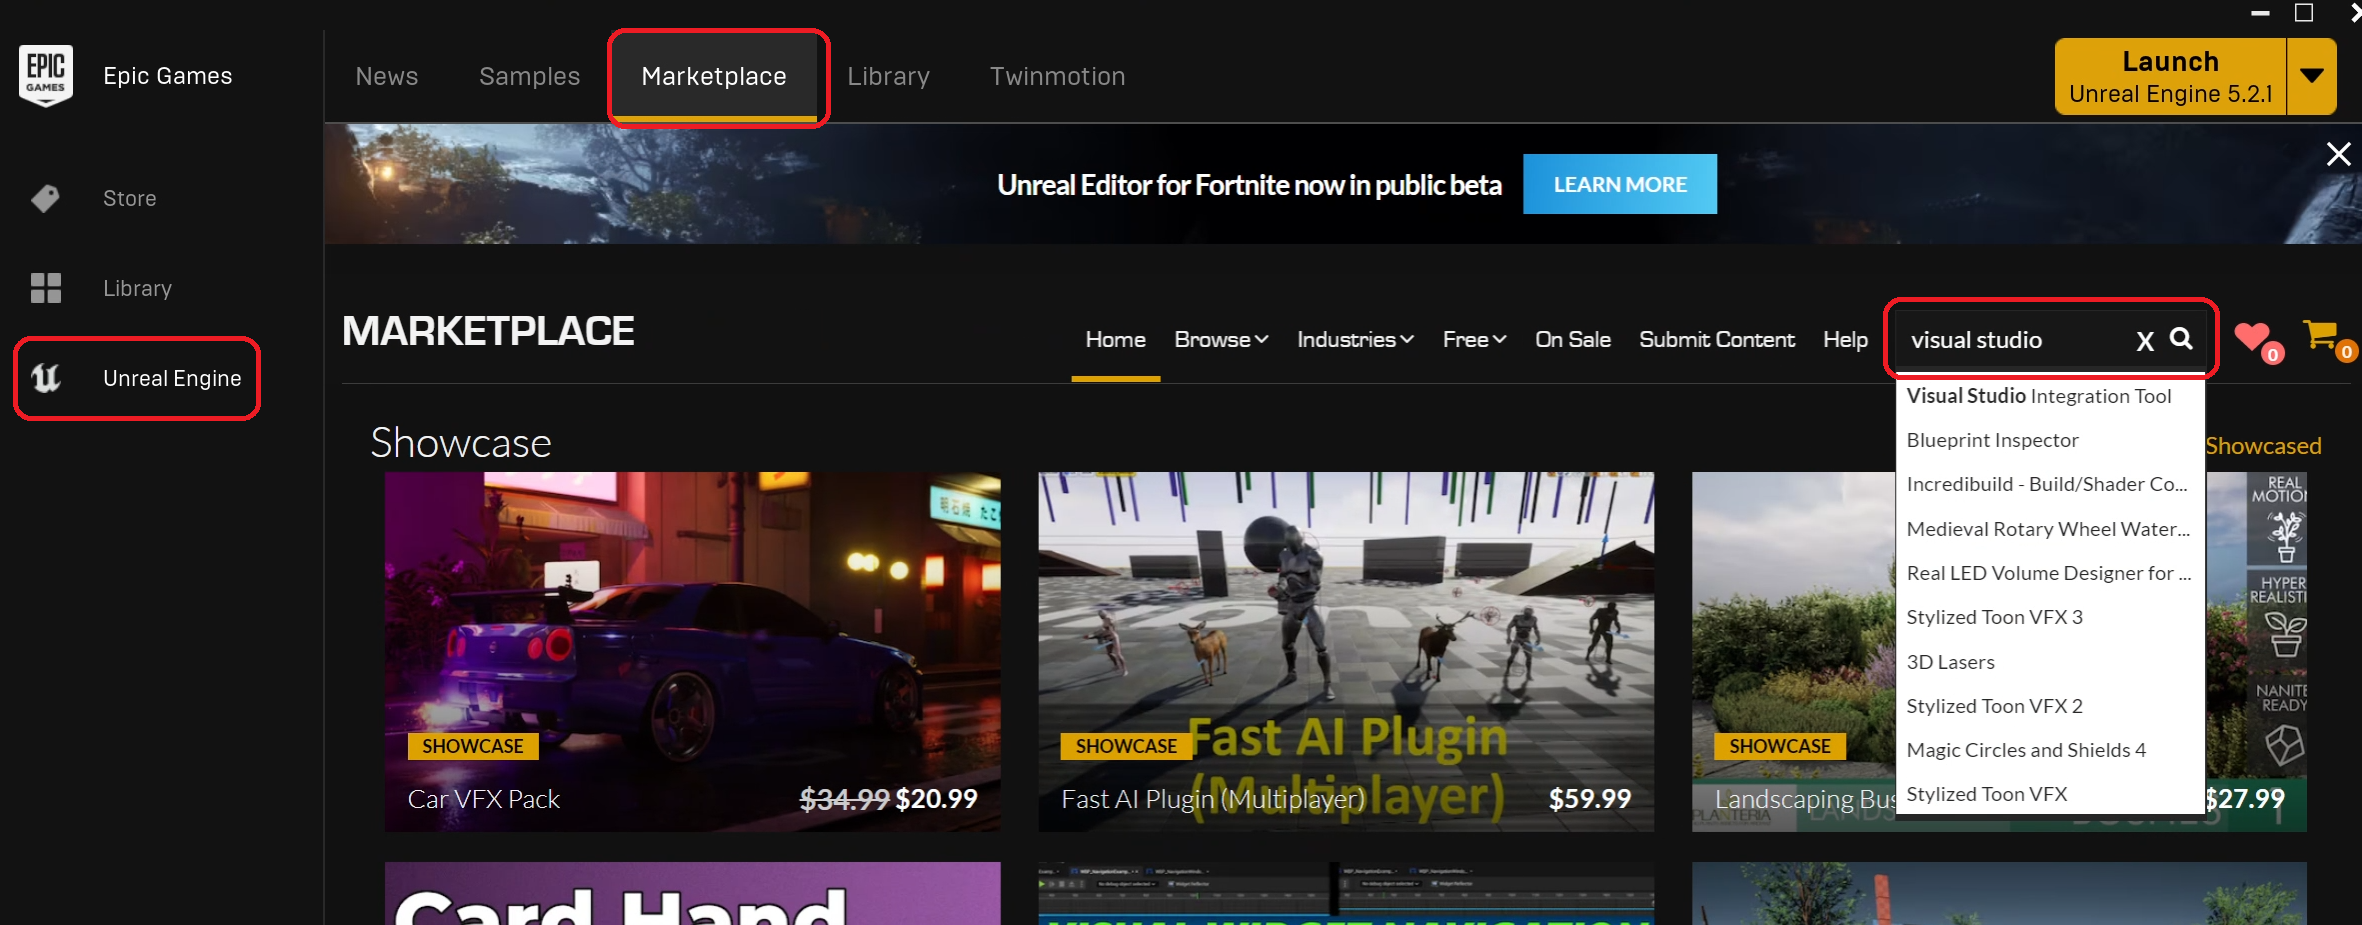 EPIC
GAMES
Epic Games
News
Samples
Marketplace
Library
Twinmotion
Launch
Unreal Engine 5.2.1
Store
Library
Unreal Engine
Unreal Editor for Fortnite now in public beta
LEARN MORE
MARKETPLACE
Home
Browse
Industries
Free
On Sale
Submit Content
Help
visual studio
X
0
0
Visual Studio Integration Tool
Blueprint Inspector
Incredibuild - Build/Shader Co...
Medieval Rotary Wheel Water...
Real LED Volume Designer for ...
Stylized Toon VFX 3
3D Lasers
Stylized Toon VFX 2
Magic Circles and Shields 4
Stylized Toon VFX
Showcase
Showcased
SHOWCASE
Car VFX Pack
$34.99 $20.99
Fast AI Plugin
(Multiplayer)
SHOWCASE
Fast AI Plugin (Multiplayer)
$59.99
REAL
HYPER
SHOWCASE
Landscaping
$27.99
Card Hand
VISUAL WIDGET NAVIGATION